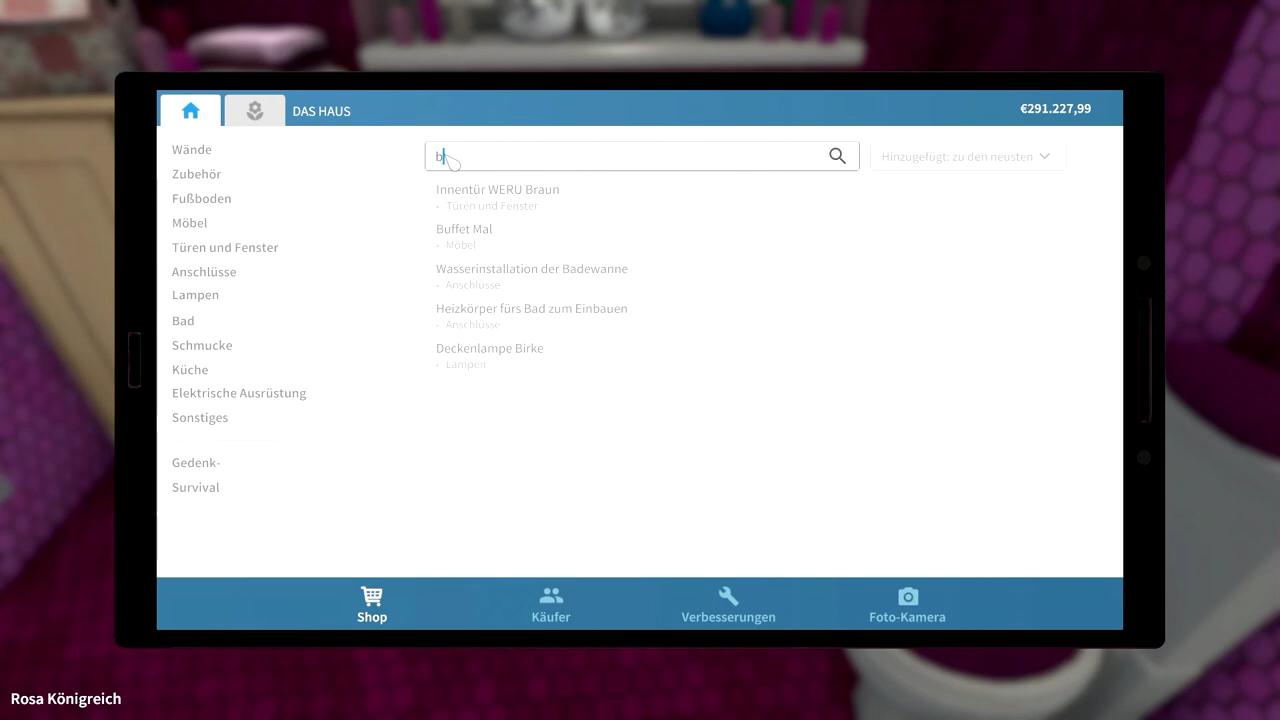 DAS HAUS
€291.227,99
Wände
Zubehör
Fußboden
Möbel
Türen und Fenster
Anschlüsse
Lampen
Bad
Schmucke
Küche
Elektrische Ausrüstung
Sonstiges
Gedenk-
Survival
b
Hinzugefügt: zu den neusten
Innentür WERU Braun
- Türen und Fenster
Buffet Mal
- Möbel
Wasserinstallation der Badewanne
- Anschlüsse
Heizkörper fürs Bad zum Einbauen
- Anschlüsse
Deckenlampe Birke
- Lampen
Shop
Käufer
Verbesserungen
Foto-Kamera
Rosa Königreich